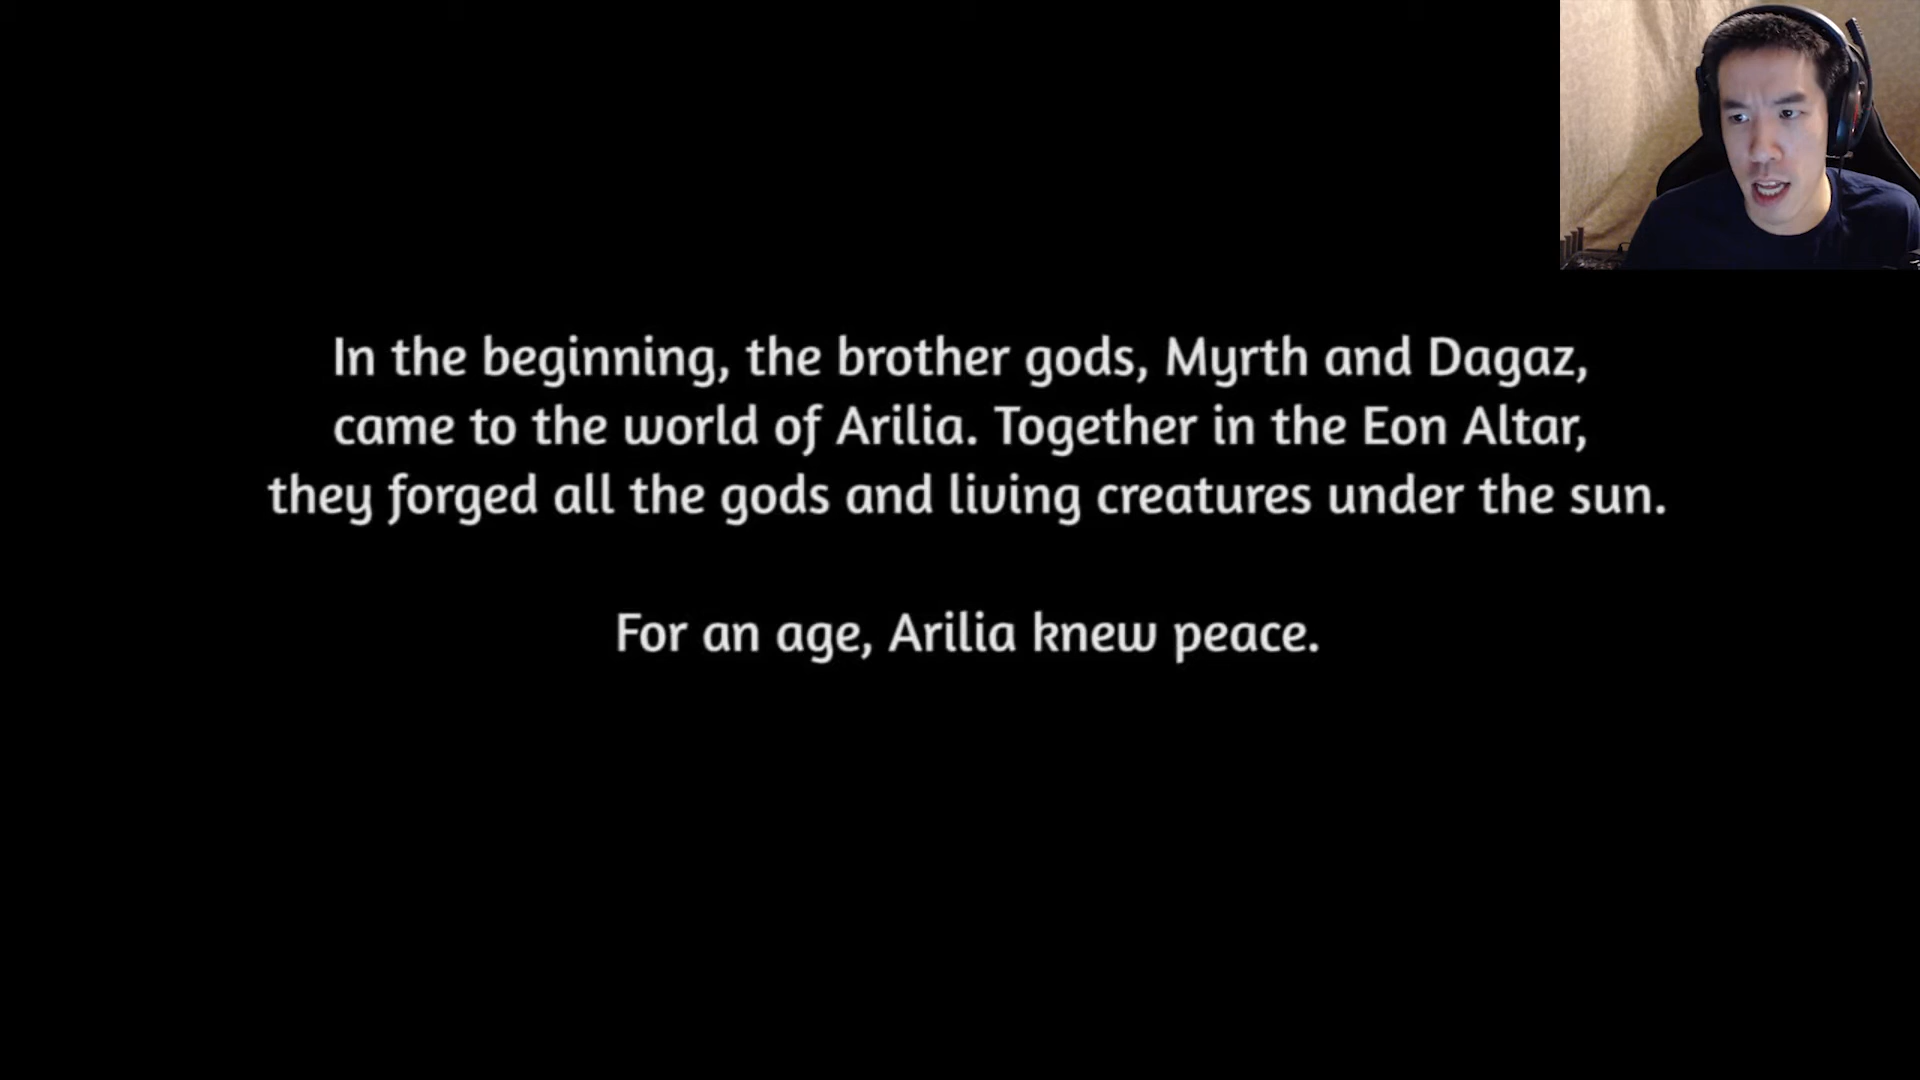 In the beginning, the brother gods, Myrth and Dagaz,
came to the world of Arilia. Together in the Eon Altar,
they forged all the gods and living creatures under the sun.
For an age, Arilia knew peace.